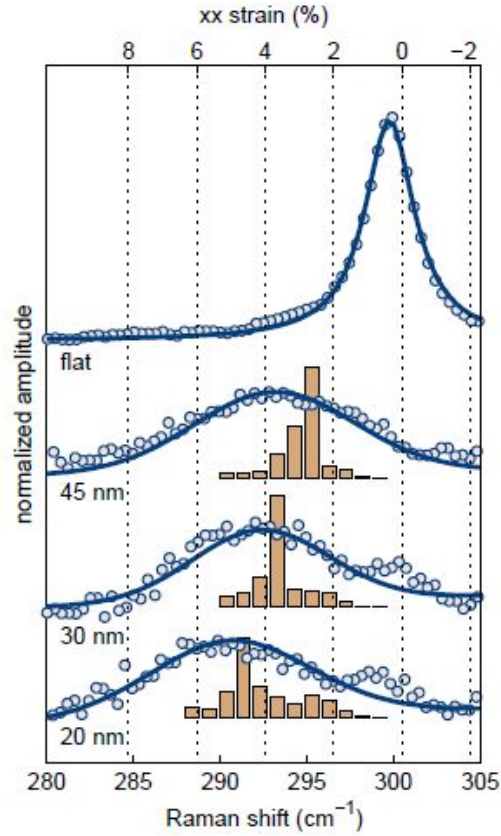 xx strain (%)
8 6 4 2 0 −2
normalized amplitude
flat
45 nm
30 nm
20 nm
280 285 290 295 300 305
Raman shift (cm⁻¹)